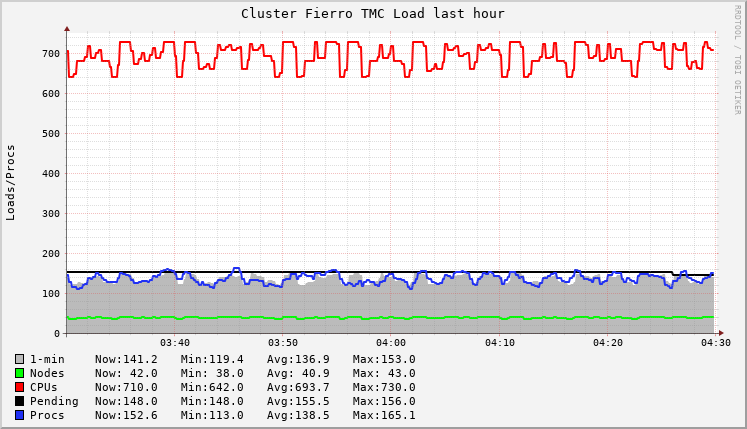 Cluster Fierro TMC Load last hour
RRDTOOL / TOBI OETIKER
Loads/Procs
700
600
500
400
300
200
100
0
03:40 03:50 04:00 04:10 04:20 04:30
1-min Now:141.2 Min:119.4 Avg:136.9 Max:153.0
Nodes Now: 42.0 Min: 38.0 Avg: 40.9 Max: 43.0
CPUs Now:710.0 Min:642.0 Avg:693.7 Max:730.0
Pending Now:148.0 Min:148.0 Avg:155.5 Max:156.0
Procs Now:152.6 Min:113.0 Avg:138.5 Max:165.1